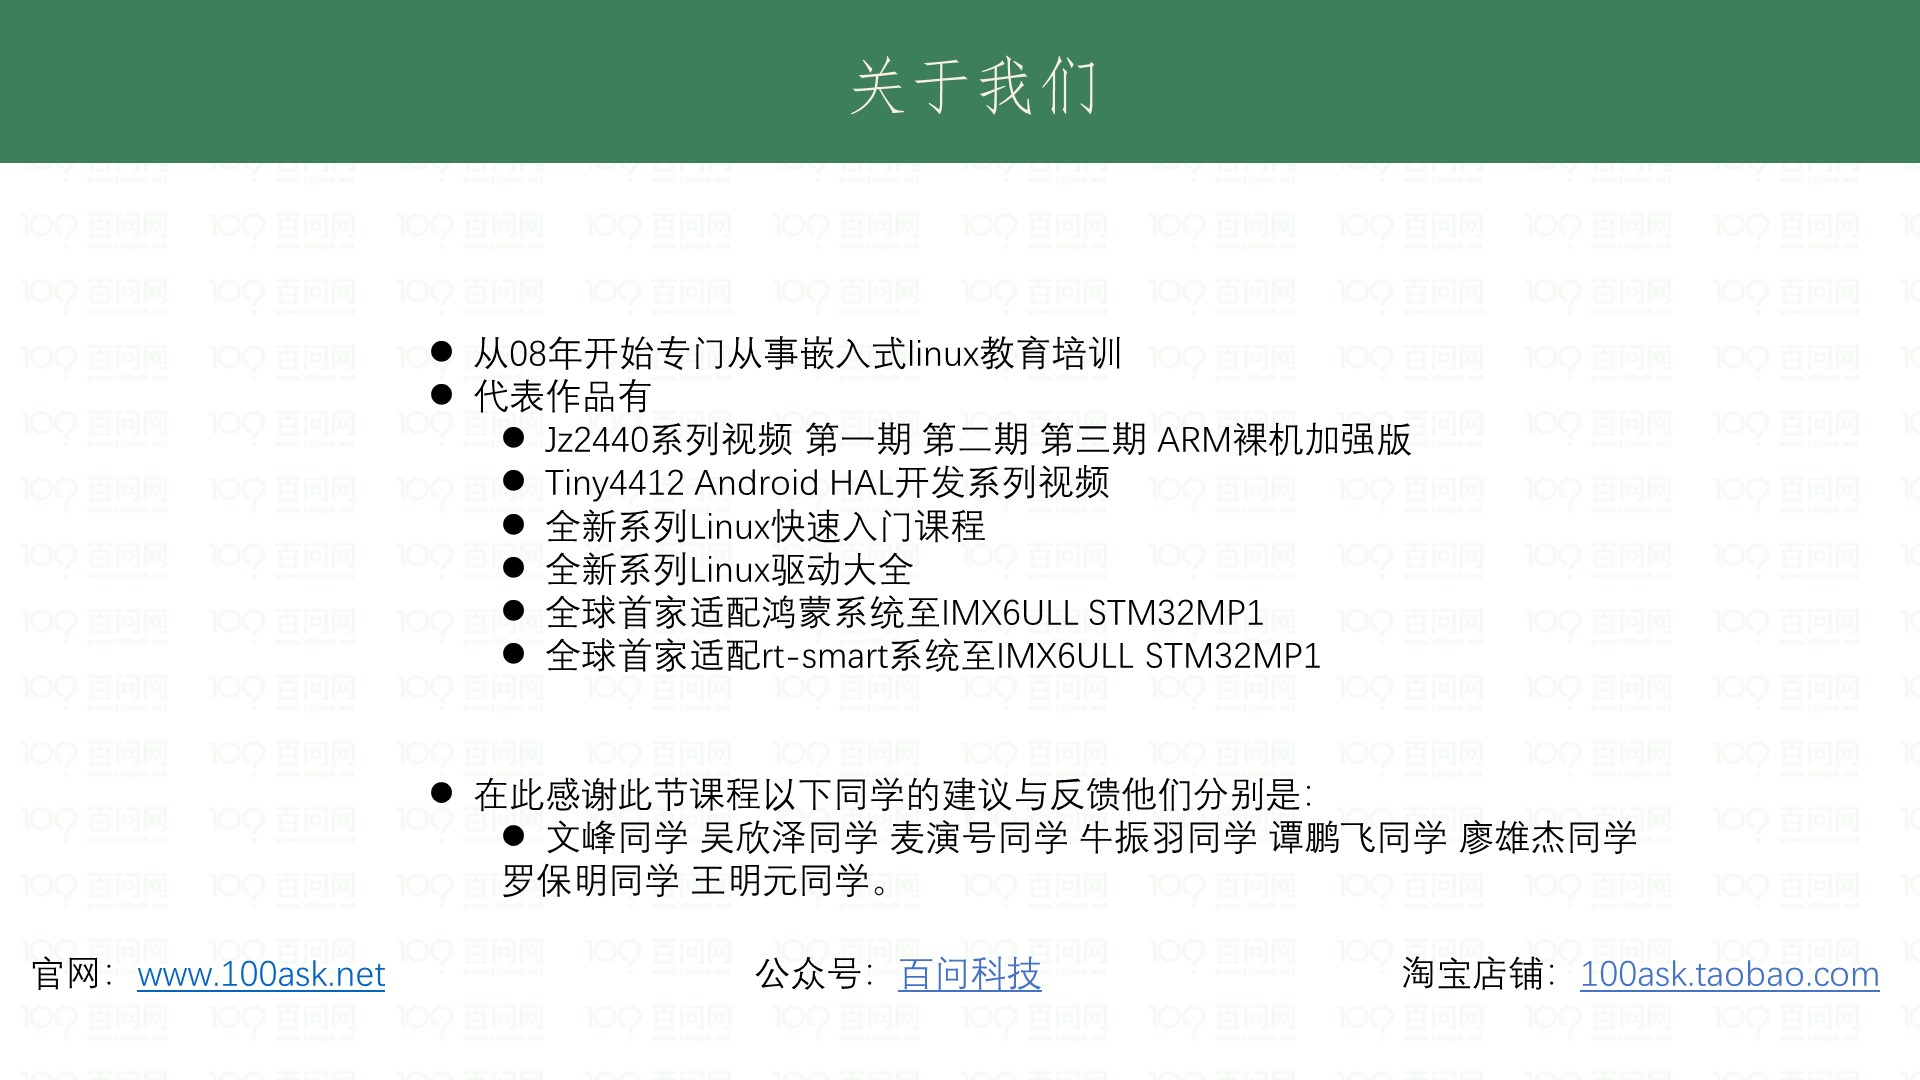 关于我们
从08年开始专门从事嵌入式linux教育培训
代表作品有
Jz2440系列视频 第一期 第二期 第三期 ARM裸机加强版
Tiny4412 Android HAL开发系列视频
全新系列Linux快速入门课程
全新系列Linux驱动大全
全球首家适配鸿蒙系统至IMX6ULL STM32MP1
全球首家适配rt-smart系统至IMX6ULL STM32MP1
在此感谢此节课程以下同学的建议与反馈他们分别是：
文峰同学 吴欣泽同学 麦演号同学 牛振羽同学 谭鹏飞同学 廖雄杰同学
罗保明同学 王明元同学。
官网：www.100ask.net 公众号：百问科技 淘宝店铺：100ask.taobao.com